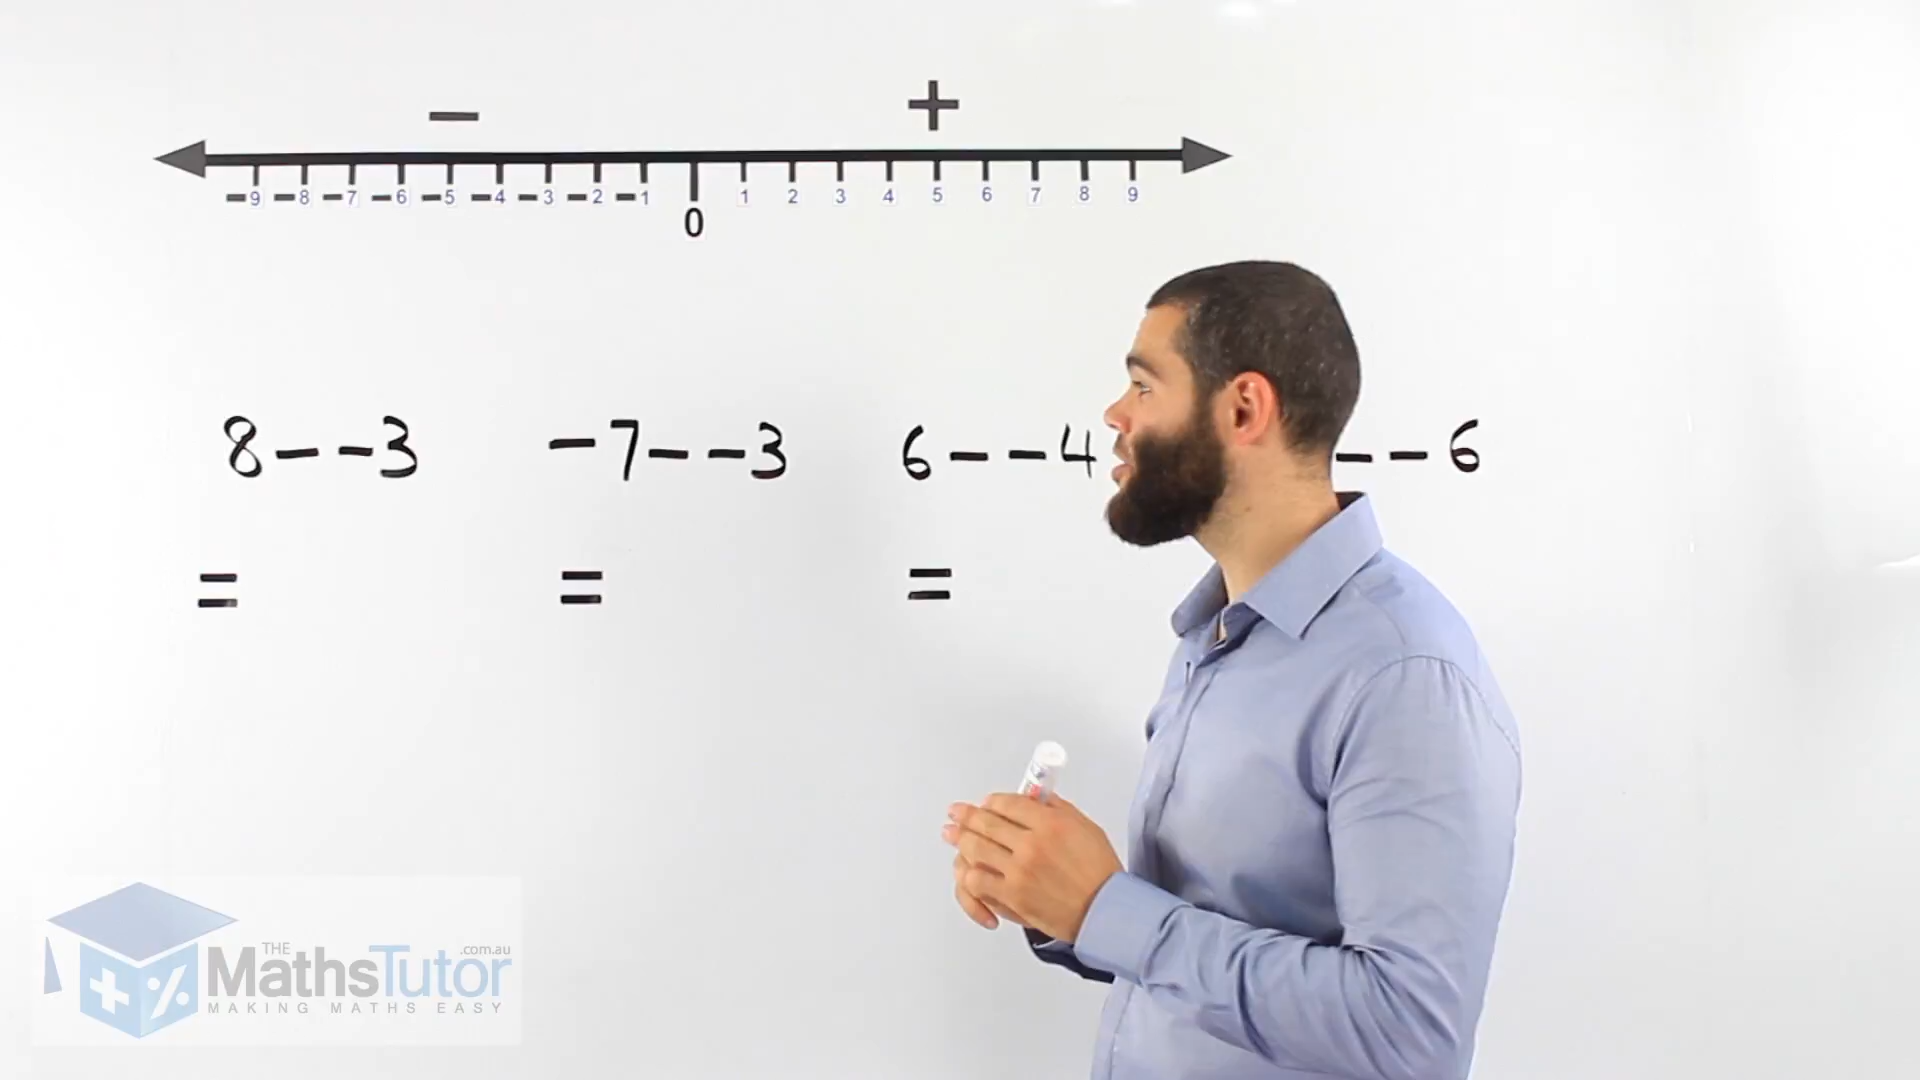 − +
−9 −8 −7 −6 −5 −4 −3 −2 −1 0 1 2 3 4 5 6 7 8 9
8 − −3 −7 − −3 6 − −4 − −6
= = =
THE MathsTutor .com.au
MAKING MATHS EASY